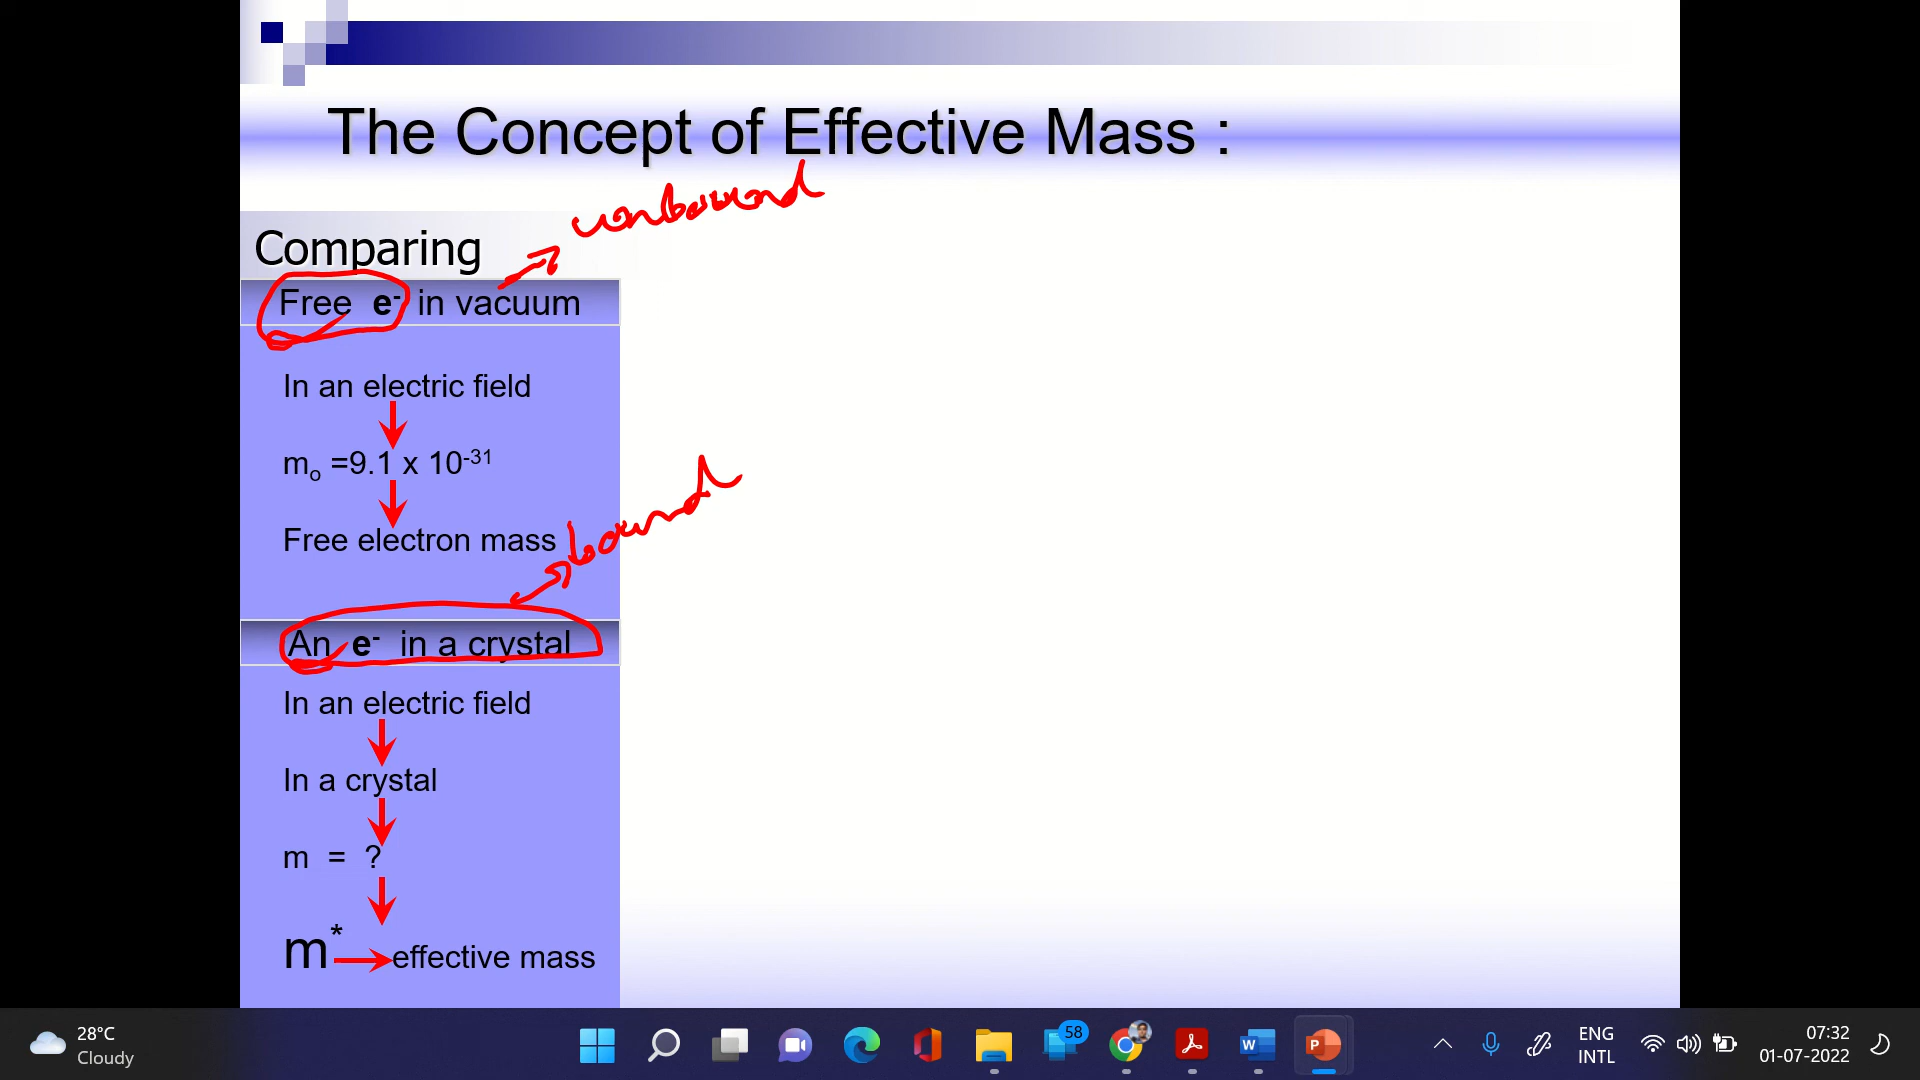 The Concept of Effective Mass :
unbound
Comparing
Free e- in vacuum
In an electric field
mo =9.1 x 10-31
Free electron mass
bound
An e- in a crystal
In an electric field
In a crystal
m = ?
m* effective mass
28°C
Cloudy
58
ENG
INTL
07:32
01-07-2022